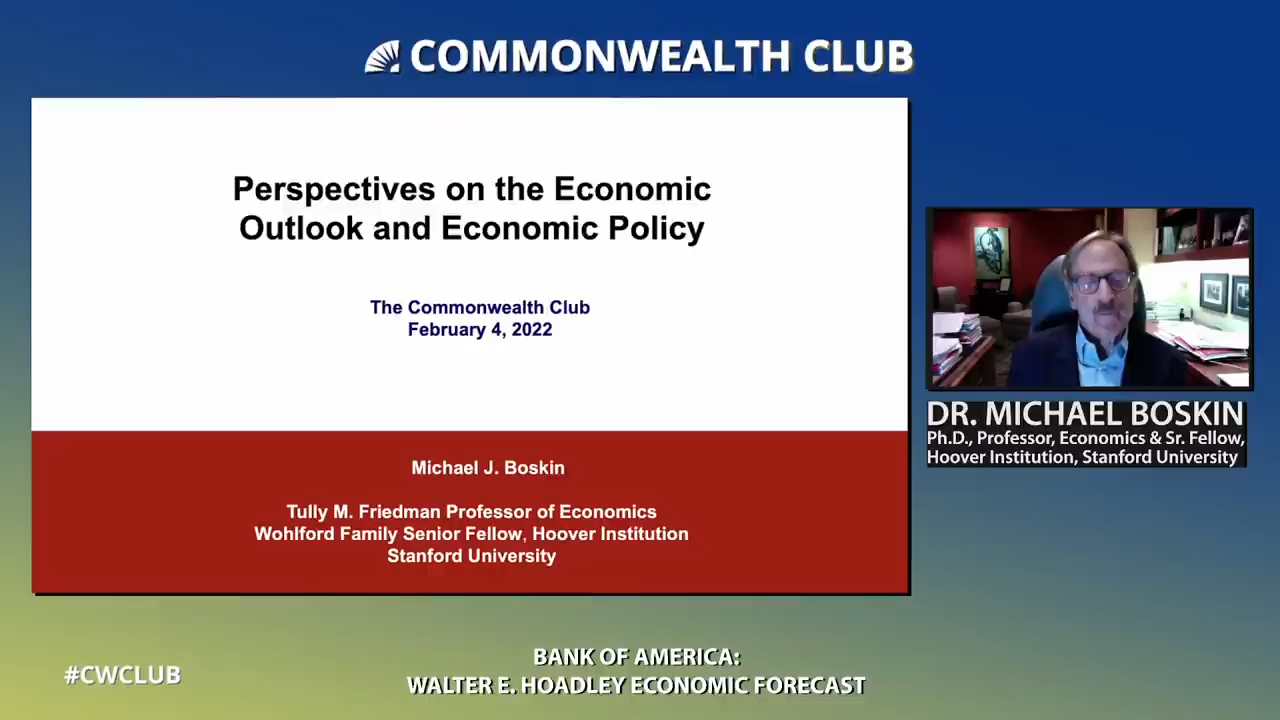 COMMONWEALTH CLUB
Perspectives on the Economic
Outlook and Economic Policy
The Commonwealth Club
February 4, 2022
Michael J. Boskin
Tully M. Friedman Professor of Economics
Wohlford Family Senior Fellow, Hoover Institution
Stanford University
DR. MICHAEL BOSKIN
Ph.D., Professor, Economics & Sr. Fellow,
Hoover Institution, Stanford University
#CWCLUB
BANK OF AMERICA:
WALTER E. HOADLEY ECONOMIC FORECAST